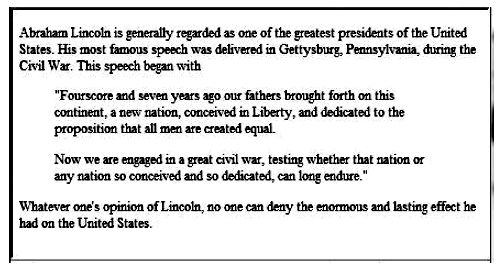 Abraham Lincoln is generally regarded as one of the greatest presidents of the United
States. His most famous speech was delivered in Gettysburg, Pennsylvania, during the
Civil War. This speech began with
"Fourscore and seven years ago our fathers brought forth on this
continent, a new nation, conceived in Liberty, and dedicated to the
proposition that all men are created equal.
Now we are engaged in a great civil war, testing whether that nation or
any nation so conceived and so dedicated, can long endure."
Whatever one's opinion of Lincoln, no one can deny the enormous and lasting effect he
had on the United States.